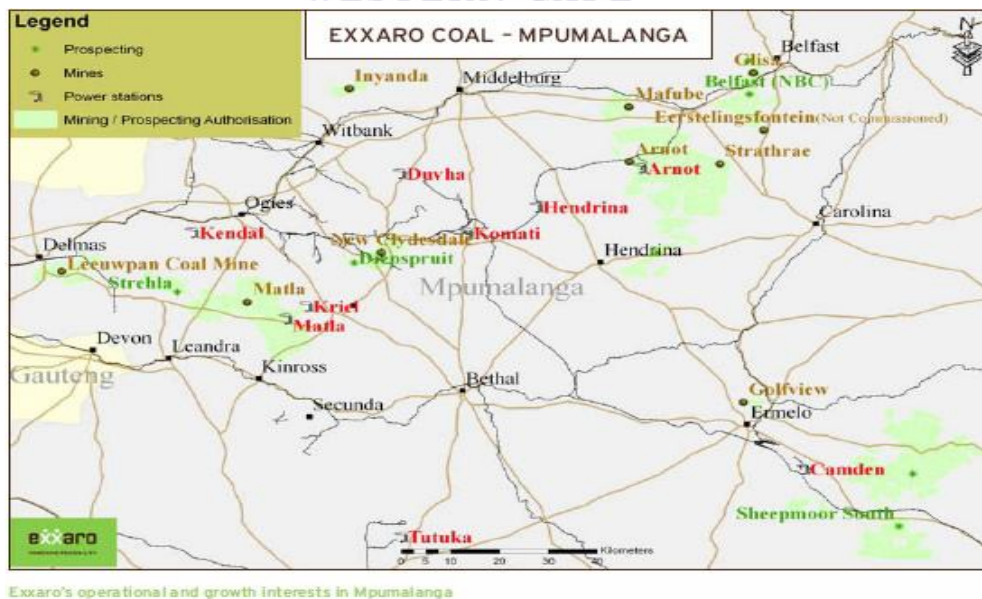 Legend
Prospecting
Mines
Power stations
Mining / Prospecting Authorisation
EXXARO COAL - MPUMALANGA
N
Belfast
Glisa
Belfast (NBC)
Inyanda
Middelburg
Mafube
Eerstelingsfontein (Not Commissioned)
Witbank
Arnot
Strathrae
Arnot
Duvha
Hendrina
Ogies
Kendal
Carolina
New Clydesdale
Komati
Diepspruit
Hendrina
Delmas
Leeuwpan Coal Mine
Strehla
Matla
Mpumalanga
Kriel
Matla
Devon
Leandra
Gauteng
Kinross
Bethal
Secunda
Golfview
Ermelo
Camden
Sheepmoor South
Tutuka
Kilometers
0 5 10 20 30 40
exxaro
Exxaro's operational and growth interests in Mpumalanga